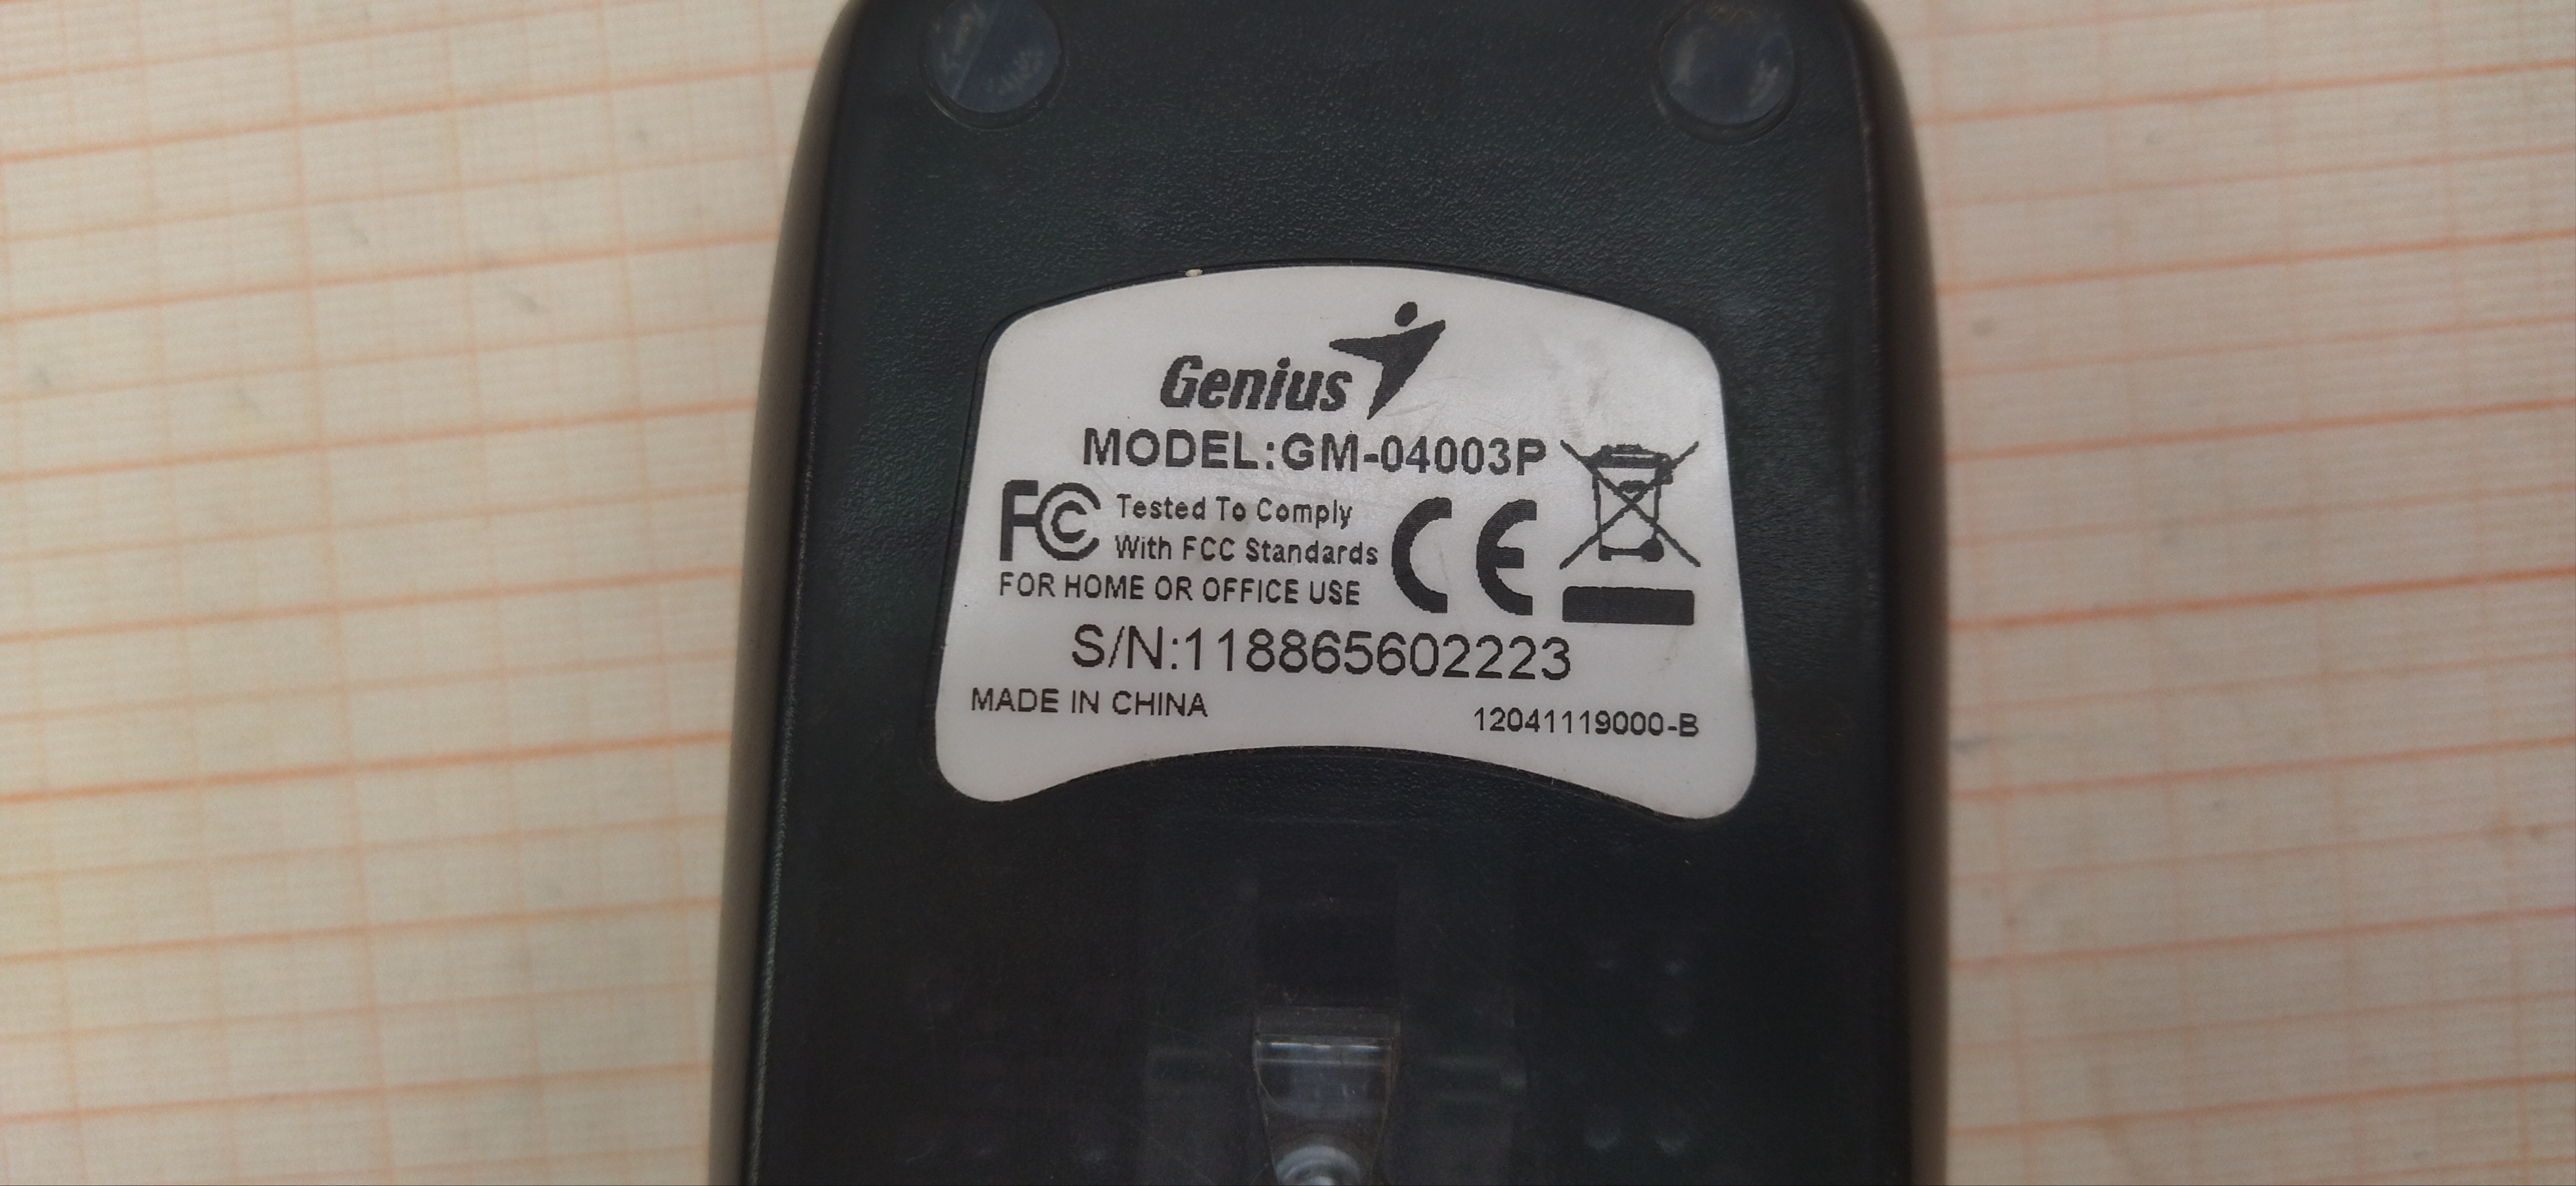 Genius
MODEL:GM-04003P
FC Tested To Comply
With FCC Standards
CE
FOR HOME OR OFFICE USE
S/N:118865602223
MADE IN CHINA
12041119000-B